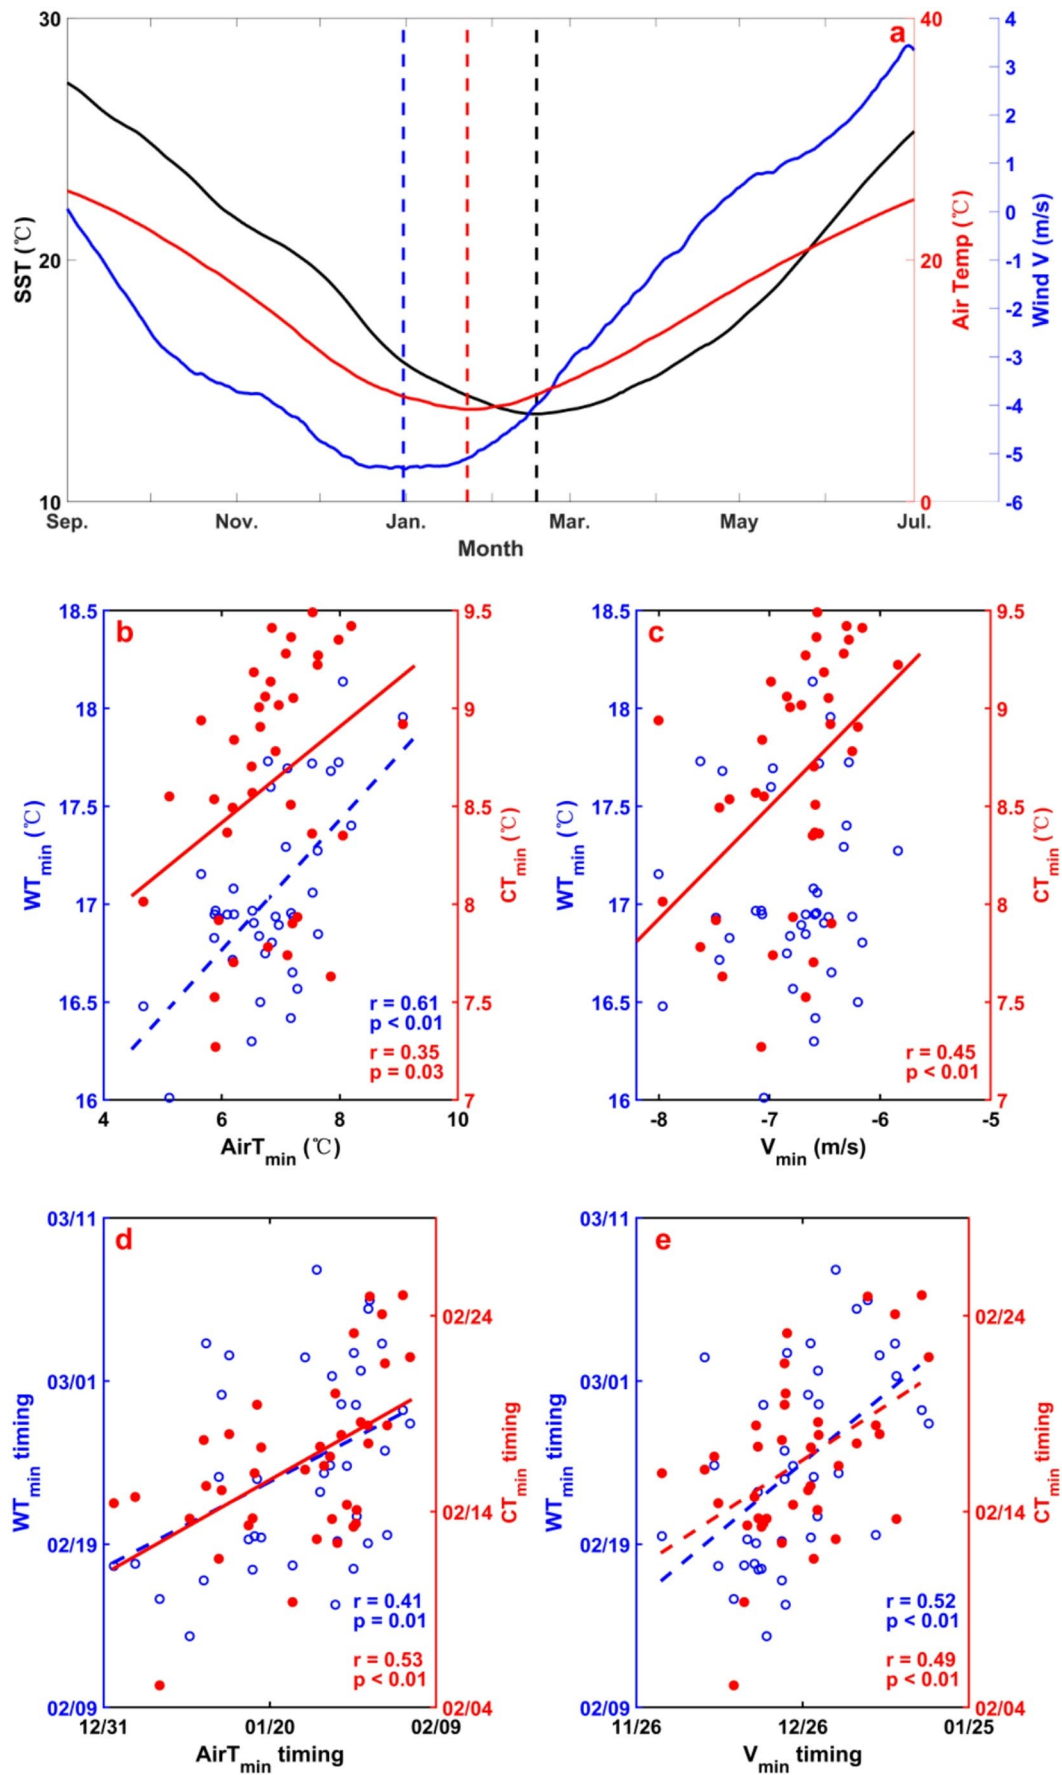 a
30
20
10
SST (℃)
40
20
0
Air Temp (℃)
4
3
2
1
0
-1
-2
-3
-4
-5
-6
Wind V (m/s)
Sep. Nov. Jan. Mar. May Jul.
Month
b
18.5
18
17.5
17
16.5
16
WTmin (℃)
9.5
9
8.5
8
7.5
7
CTmin (℃)
r = 0.61
p < 0.01
r = 0.35
p = 0.03
4 6 8 10
AirTmin (℃)
c
18.5
18
17.5
17
16.5
16
WTmin (℃)
9.5
9
8.5
8
7.5
7
CTmin (℃)
r = 0.45
p < 0.01
-8 -7 -6 -5
Vmin (m/s)
d
03/11
03/01
02/19
02/09
WTmin timing
02/24
02/14
02/04
CTmin timing
r = 0.41
p = 0.01
r = 0.53
p < 0.01
12/31 01/20 02/09
AirTmin timing
e
03/11
03/01
02/19
02/09
WTmin timing
02/24
02/14
02/04
CTmin timing
r = 0.52
p < 0.01
r = 0.49
p < 0.01
11/26 12/26 01/25
Vmin timing